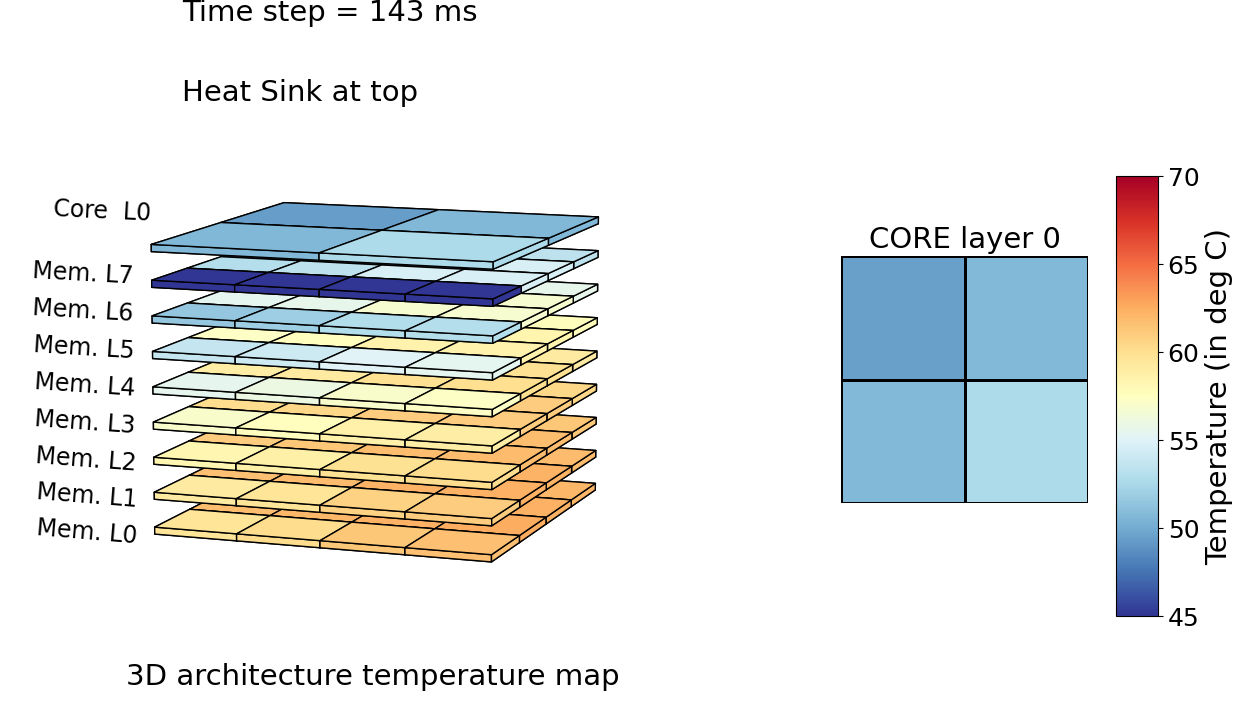 Time step = 143 ms
Heat Sink at top
Core  L0
Mem. L7
Mem. L6
Mem. L5
Mem. L4
Mem. L3
Mem. L2
Mem. L1
Mem. L0
3D architecture temperature map
CORE layer 0
70
65
60
55
50
45
Temperature (in deg C)